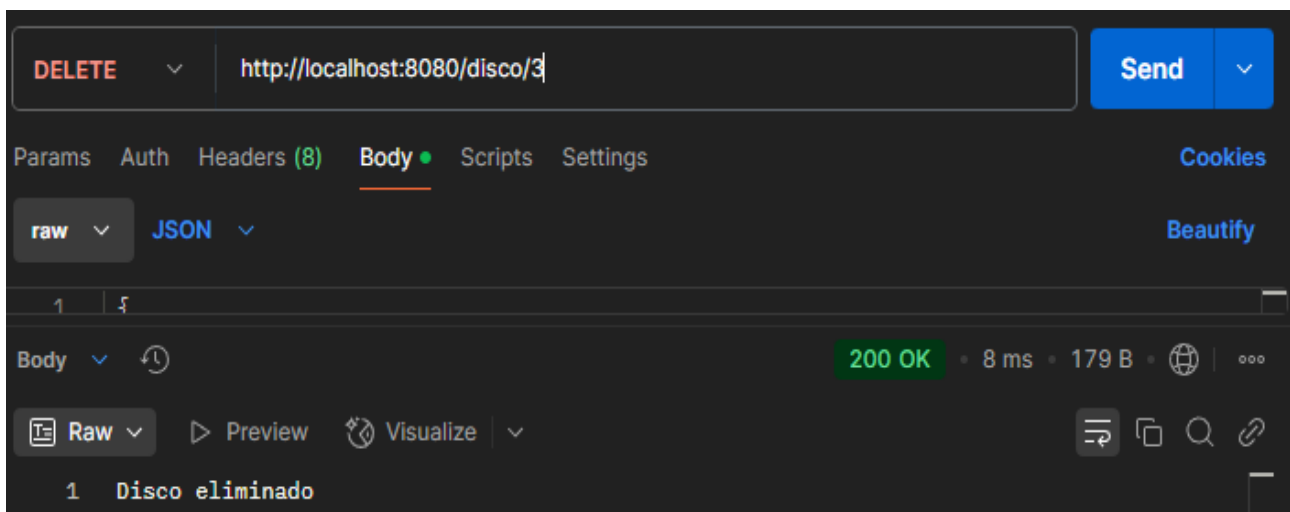 DELETE http://localhost:8080/disco/3 Send
Params Auth Headers (8) Body Scripts Settings Cookies
raw JSON Beautify
1 {
Body 200 OK • 8 ms • 179 B •
Raw Preview Visualize
1 Disco eliminado